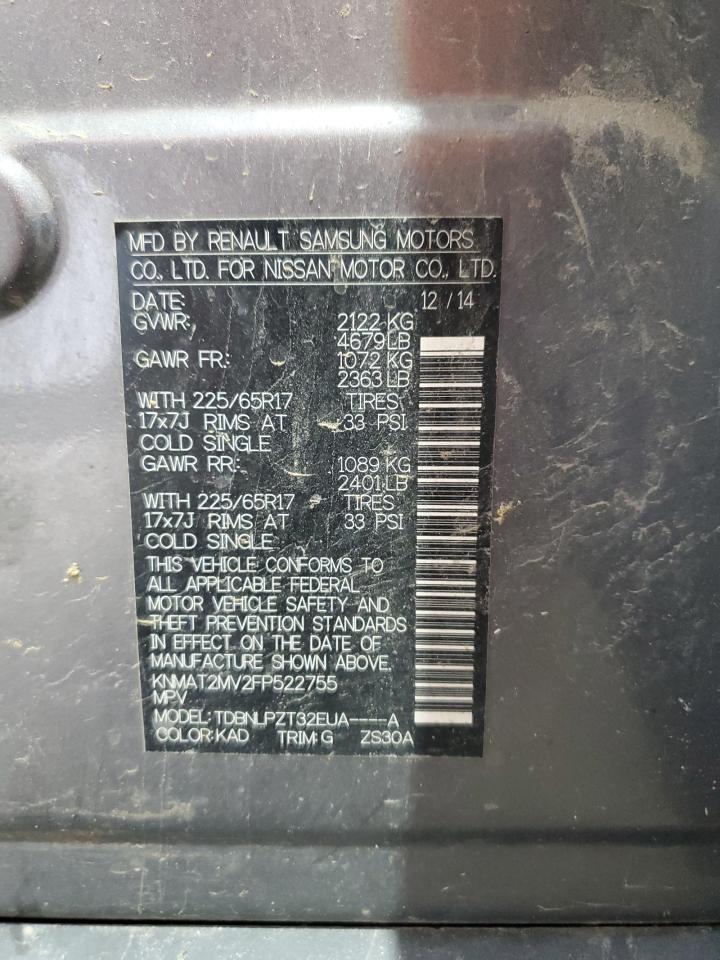 MFD BY RENAULT SAMSUNG MOTORS
CO., LTD. FOR NISSAN MOTOR CO., LTD.
DATE: 12 / 14
GVWR: 2122 KG
4679LB
GAWR FR: 1072 KG
2363 LB
WITH 225/65R17 TIRES
17x7J RIMS AT 33 PSI
COLD SINGLE
GAWR RR: 1089 KG
2401 LB
WITH 225/65R17 TIRES
17x7J RIMS AT 33 PSI
COLD SINGLE
THIS VEHICLE CONFORMS TO
ALL APPLICABLE FEDERAL
MOTOR VEHICLE SAFETY AND
THEFT PREVENTION STANDARDS
IN EFFECT ON THE DATE OF
MANUFACTURE SHOWN ABOVE.
KNMAT2MV2FP522755
MPV
MODEL: TDBNLPZT32EUA----A
COLOR:KAD TRIM:G ZS30A